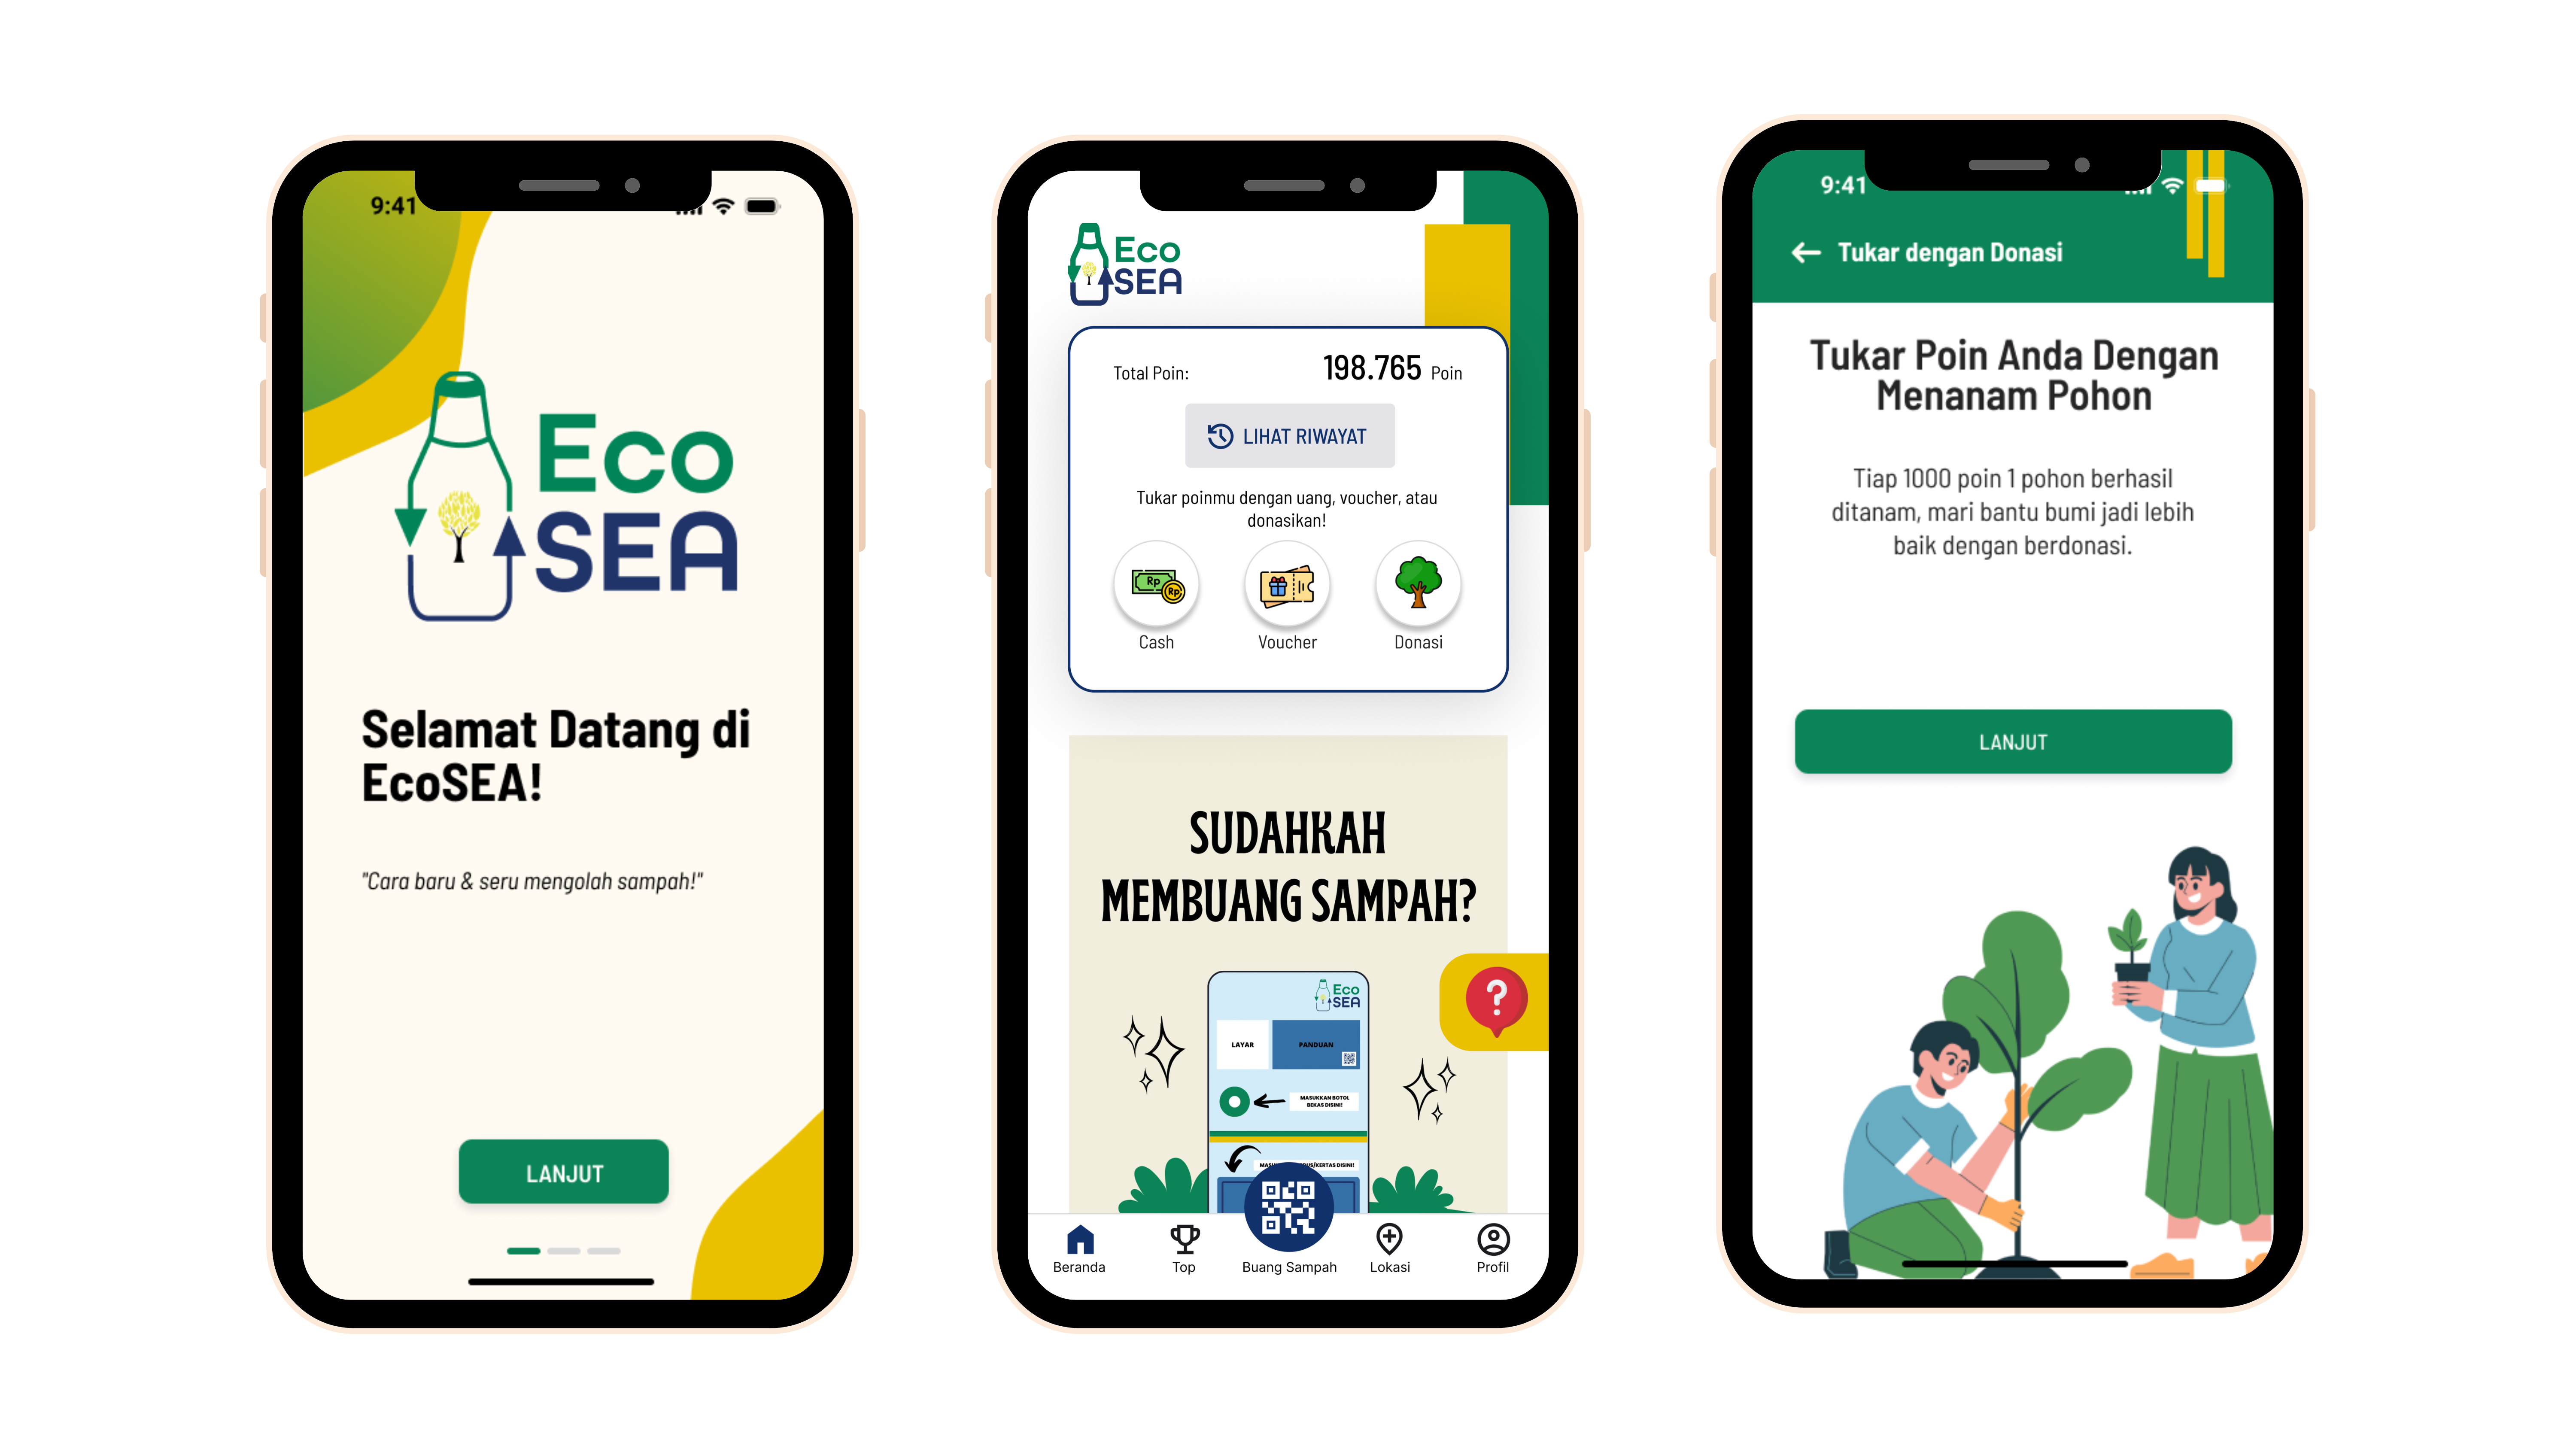 9:41
Eco
SEA
Selamat Datang di
EcoSEA!
"Cara baru & seru mengolah sampah!"
LANJUT
Eco
SEA
Total Poin: 198.765 Poin
LIHAT RIWAYAT
Tukar poinmu dengan uang, voucher, atau
donasikan!
Rp
Rp
Cash Voucher Donasi
SUDAHKAH
MEMBUANG SAMPAH?
Eco
SEA
LAYAR PANDUAN
MASUKKAN BOTOL
BEKAS DISINI!
?
Beranda Top Buang Sampah Lokasi Profil
9:41
Tukar dengan Donasi
Tukar Poin Anda Dengan
Menanam Pohon
Tiap 1000 poin 1 pohon berhasil
ditanam, mari bantu bumi jadi lebih
baik dengan berdonasi.
LANJUT